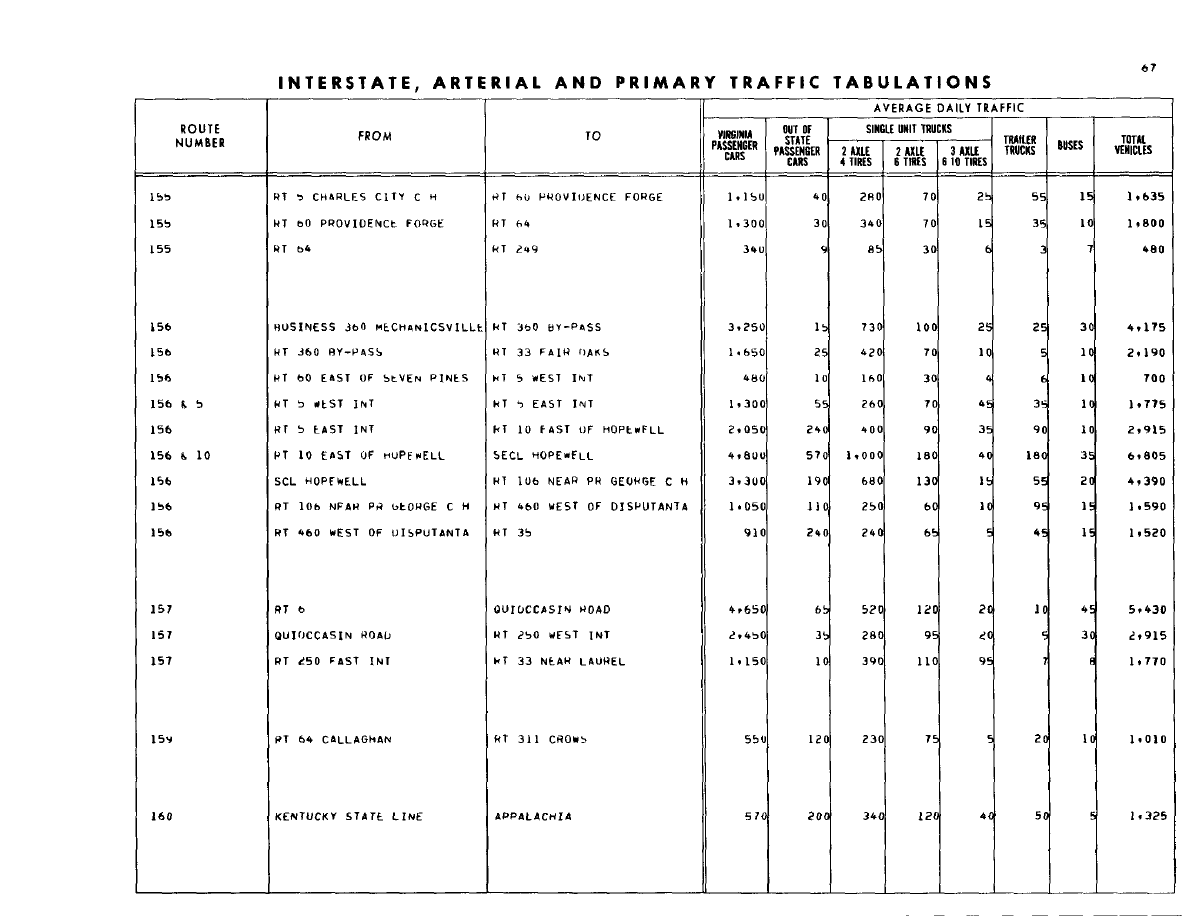 67
INTERSTATE, ARTERIAL AND PRIMARY TRAFFIC TABULATIONS
AVERAGE DAILY TRAFFIC
ROUTE NUMBER FROM TO VIRGINIA PASSENGER CARS OUT OF STATE PASSENGER CARS SINGLE UNIT TRUCKS 2 AXLE 4 TIRES 2 AXLE 6 TIRES 3 AXLE 6 10 TIRES TRAILER TRUCKS BUSES TOTAL VEHICLES
155 RT 5 CHARLES CITY C H RT 60 PROVIDENCE FORGE 1,150 40 280 70 25 55 15 1,635
155 RT 60 PROVIDENCE FORGE RT 64 1,300 30 340 70 15 35 10 1,800
155 RT 64 RT 249 340 9 85 30 6 3 7 480
156 BUSINESS 360 MECHANICSVILLE RT 360 BY-PASS 3,250 15 730 100 25 25 30 4,175
156 RT 360 BY-PASS RT 33 FAIR OAKS 1,650 25 420 70 10 5 10 2,190
156 RT 60 EAST OF SEVEN PINES RT 5 WEST INT 480 10 160 30 4 6 10 700
156 & 5 RT 5 WEST INT RT 5 EAST INT 1,300 55 260 70 45 35 10 1,775
156 RT 5 EAST INT RT 10 EAST OF HOPEWELL 2,050 240 400 90 35 90 10 2,915
156 & 10 RT 10 EAST OF HOPEWELL SECL HOPEWELL 4,800 570 1,000 180 40 180 35 6,805
156 SCL HOPEWELL RT 106 NEAR PR GEORGE C H 3,300 190 680 130 15 55 20 4,390
156 RT 106 NEAR PR GEORGE C H RT 460 WEST OF DISPUTANTA 1,050 110 250 60 10 95 15 1,590
156 RT 460 WEST OF DISPUTANTA RT 35 910 240 240 65 5 45 15 1,520
157 RT 6 QUIOCCASIN ROAD 4,650 65 520 120 20 10 45 5,430
157 QUIOCCASIN ROAD RT 250 WEST INT 2,450 35 280 95 20 5 30 2,915
157 RT 250 EAST INT RT 33 NEAR LAUREL 1,150 10 390 110 95 7 8 1,770
159 RT 64 CALLAGHAN RT 311 CROWS 550 120 230 75 5 20 10 1,010
160 KENTUCKY STATE LINE APPALACHIA 570 200 340 120 40 50 5 1,325